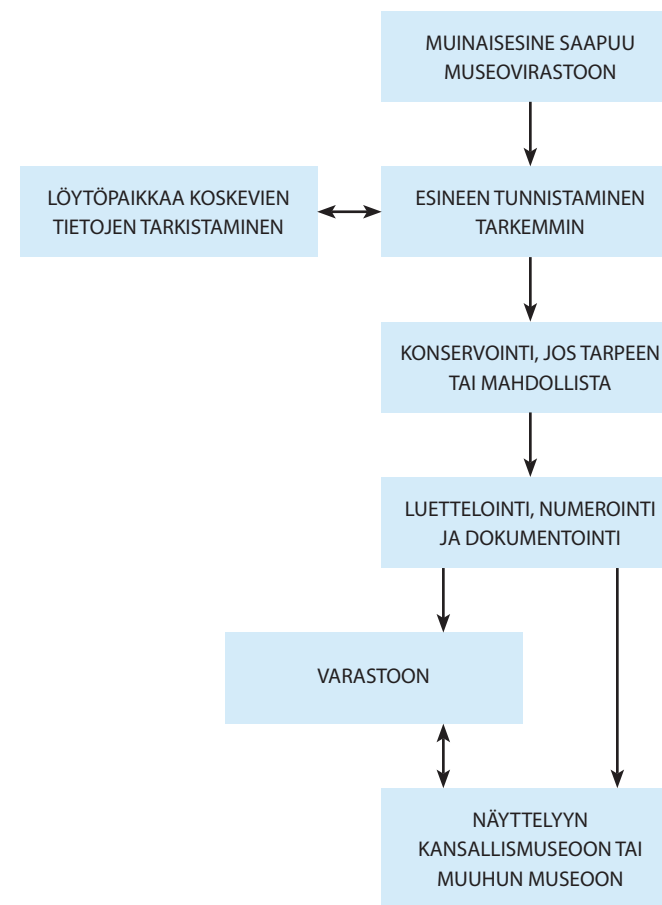 MUINAISESINE SAAPUU
MUSEOVIRASTOON
LÖYTÖPAIKKAA KOSKEVIEN
TIETOJEN TARKISTAMINEN
ESINEEN TUNNISTAMINEN
TARKEMMIN
KONSERVOINTI, JOS TARPEEN
TAI MAHDOLLISTA
LUETTELOINTI, NUMEROINTI
JA DOKUMENTOINTI
VARASTOON
NÄYTTELYYN
KANSALLISMUSEOON TAI
MUUHUN MUSEOON